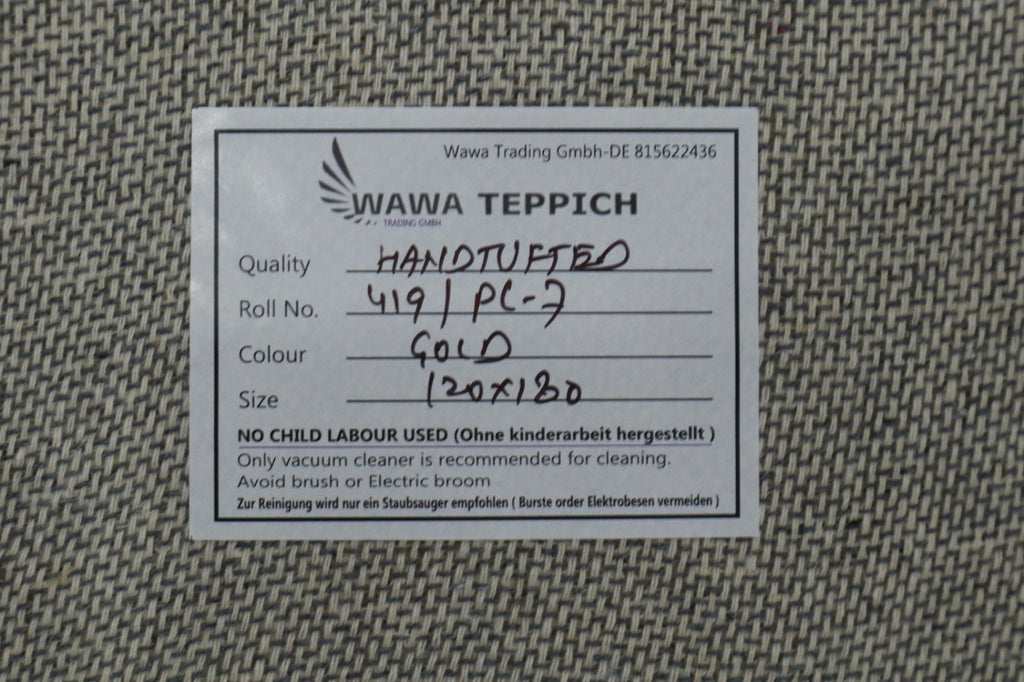 Wawa Trading Gmbh-DE 815622436
WAWA TEPPICH
TRADING GMBH
Quality HANDTUFTED
Roll No. 419 / PC-7
Colour GOLD
Size 120x180
NO CHILD LABOUR USED (Ohne kinderarbeit hergestellt )
Only vacuum cleaner is recommended for cleaning.
Avoid brush or Electric broom
Zur Reinigung wird nur ein Staubsauger empfohlen ( Burste order Elektrobesen vermeiden )